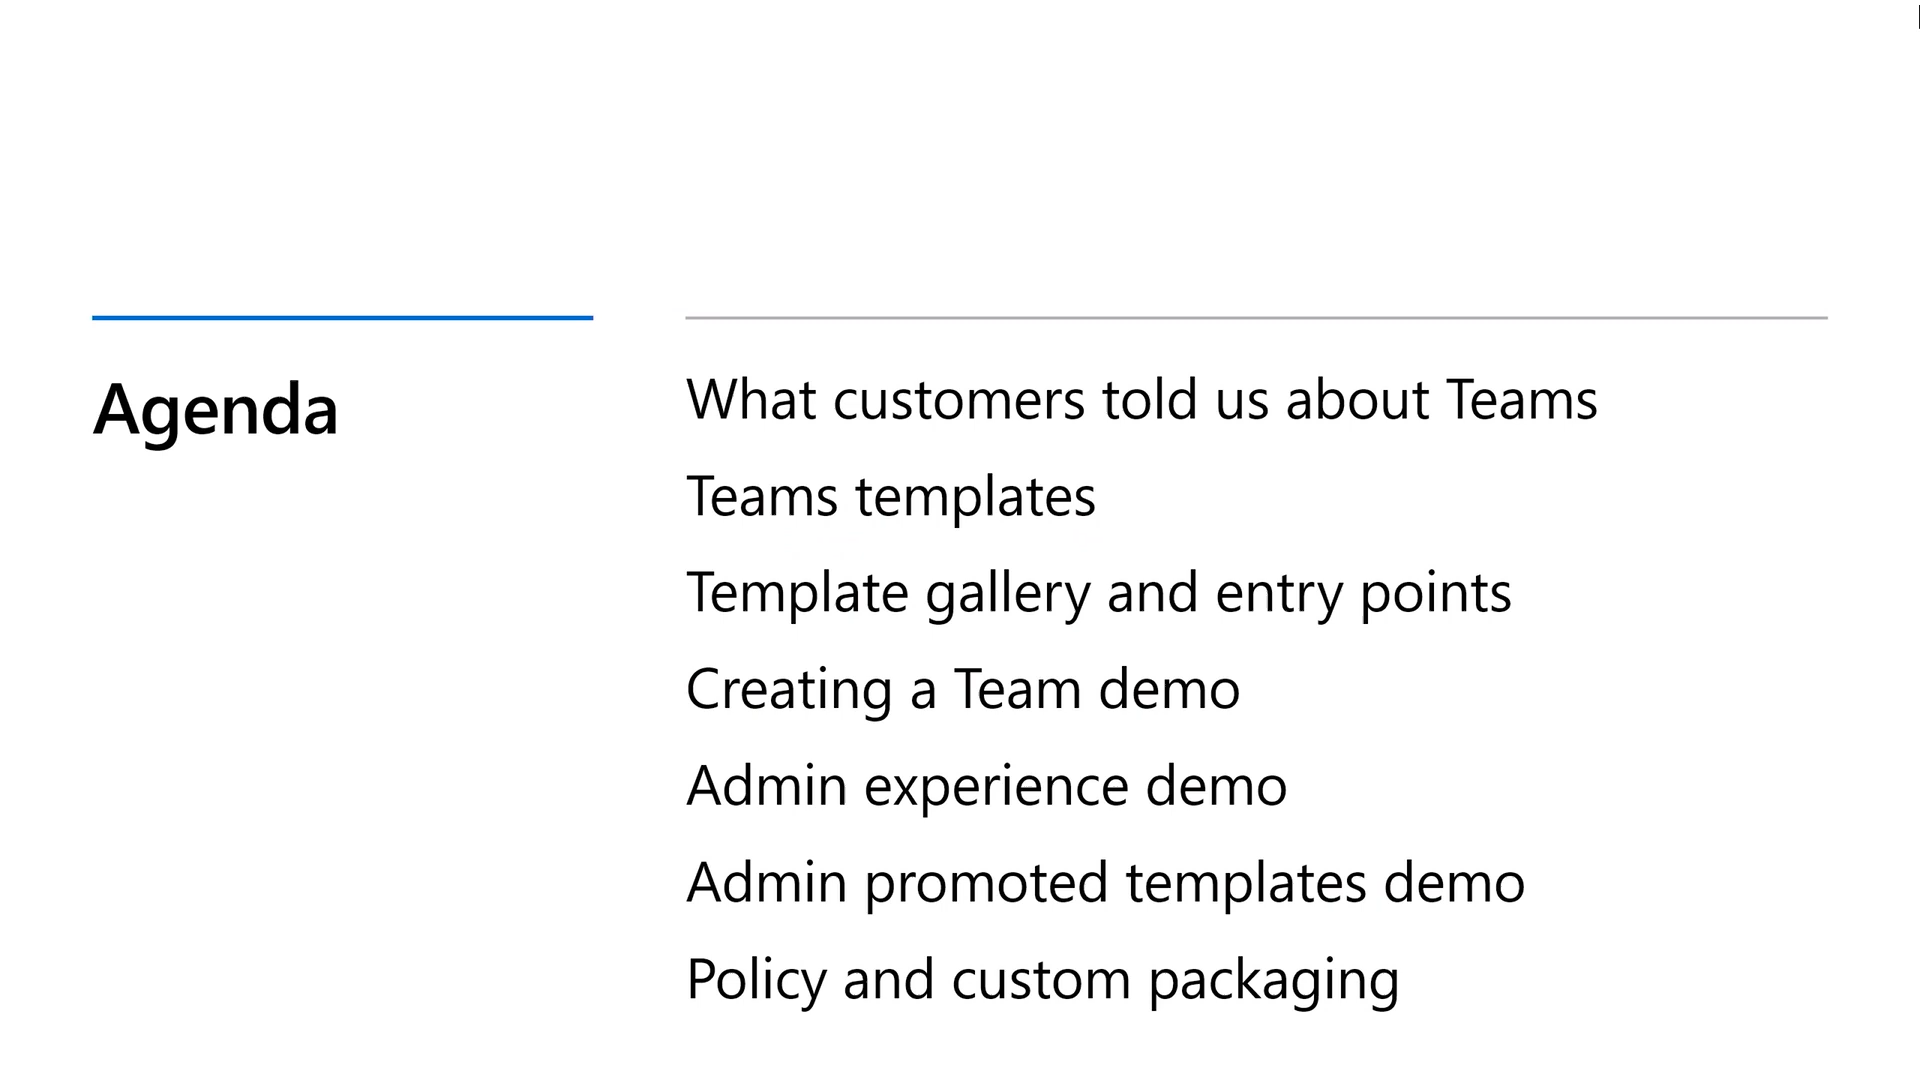 Agenda
What customers told us about Teams
Teams templates
Template gallery and entry points
Creating a Team demo
Admin experience demo
Admin promoted templates demo
Policy and custom packaging